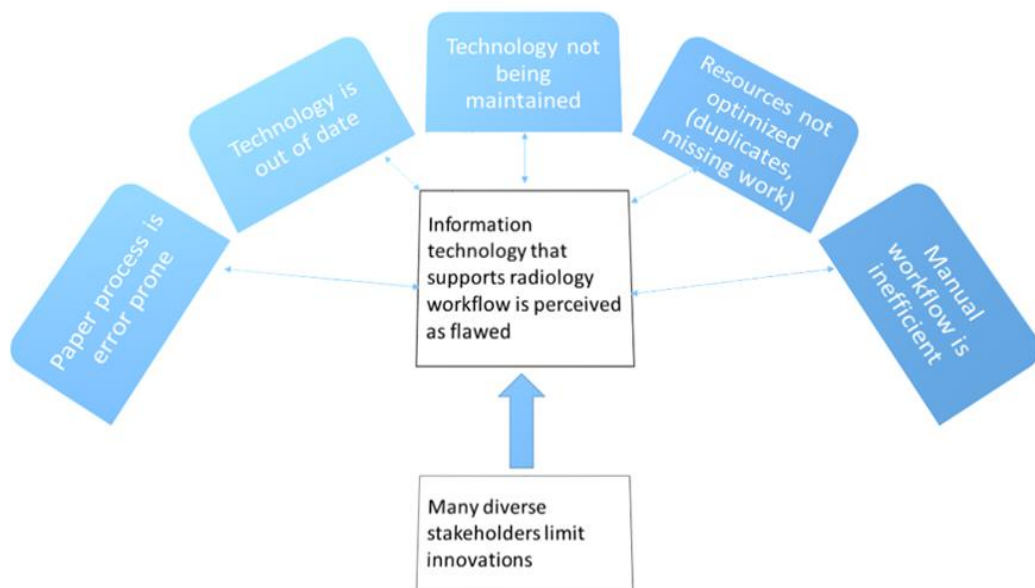 Paper process is
error prone
Technology is
out of date
Technology not
being
maintained
Resources not
optimized
(duplicates,
missing work)
Manual
workflow is
inefficient
Information
technology that
supports radiology
workflow is perceived
as flawed
Many diverse
stakeholders limit
innovations